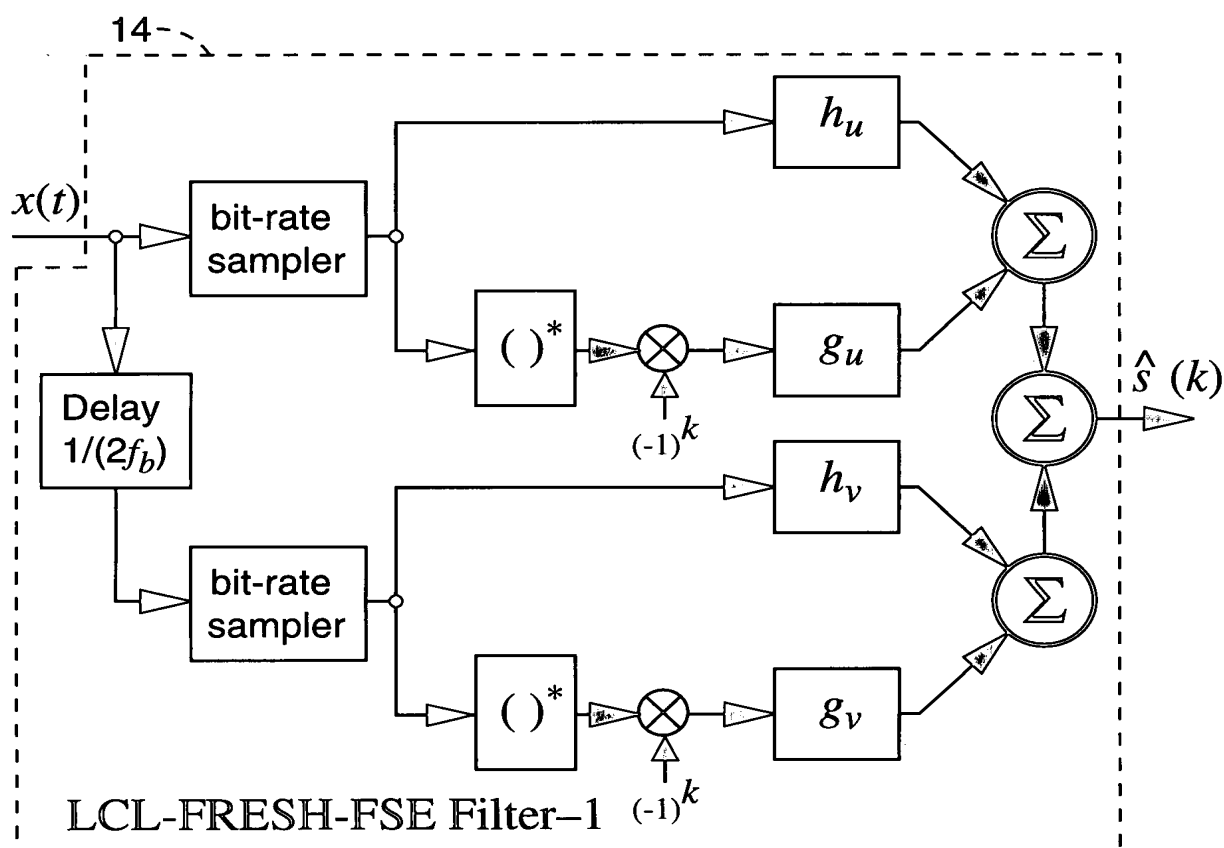 14
x(t)
bit-rate
sampler
h_u
Σ
( )*
(-1)^k
g_u
Delay
1/(2f_b)
Σ
ŝ (k)
bit-rate
sampler
h_v
Σ
( )*
(-1)^k
g_v
LCL-FRESH-FSE Filter–1